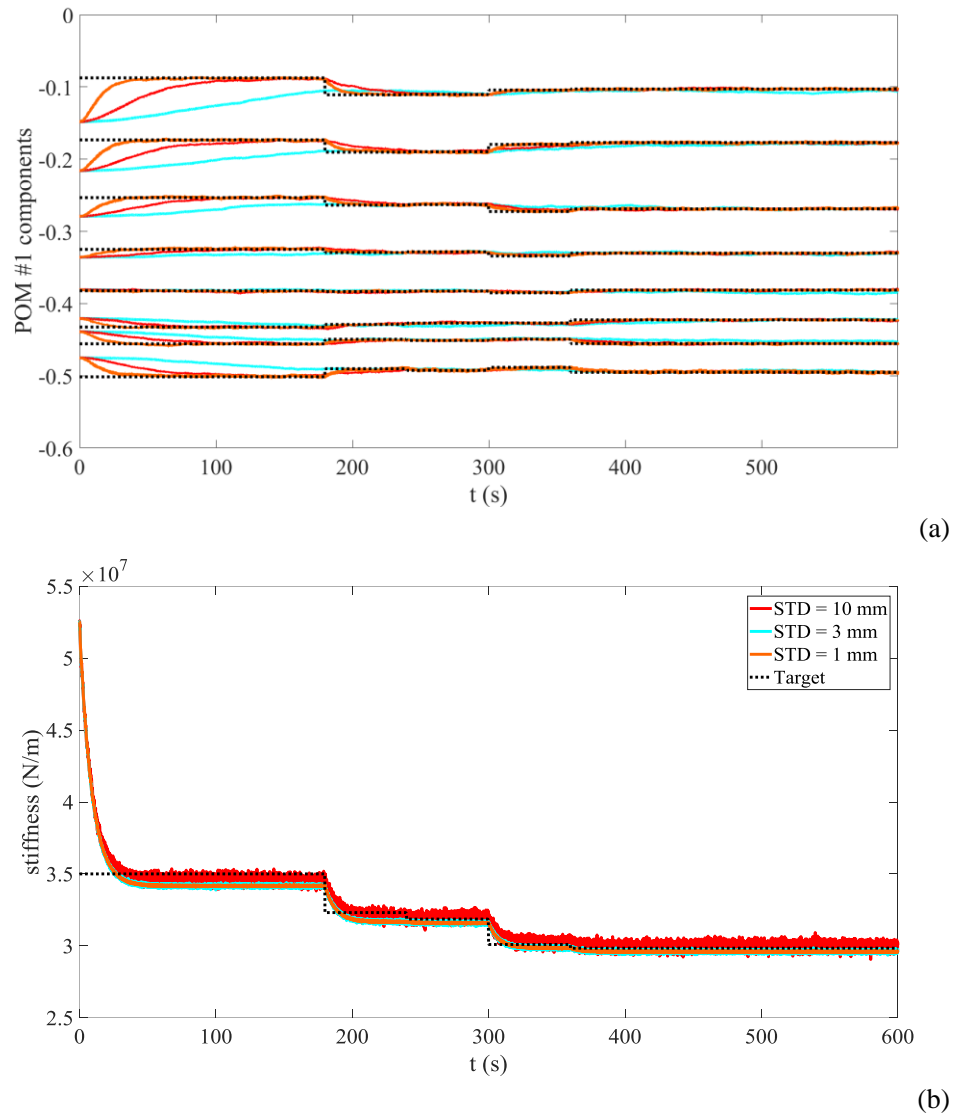 0
-0.1
-0.2
-0.3
-0.4
-0.5
-0.6
POM #1 components
0 100 200 300 400 500
t (s)
(a)
×10⁷
5.5
5
4.5
4
3.5
3
2.5
stiffness (N/m)
STD = 10 mm
STD = 3 mm
STD = 1 mm
Target
0 100 200 300 400 500 600
t (s)
(b)